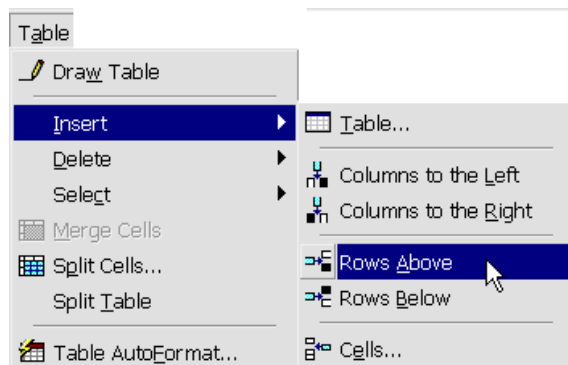 Table
Draw Table
Insert
Delete
Select
Merge Cells
Split Cells...
Split Table
Table AutoFormat...
Table...
Columns to the Left
Columns to the Right
Rows Above
Rows Below
Cells...